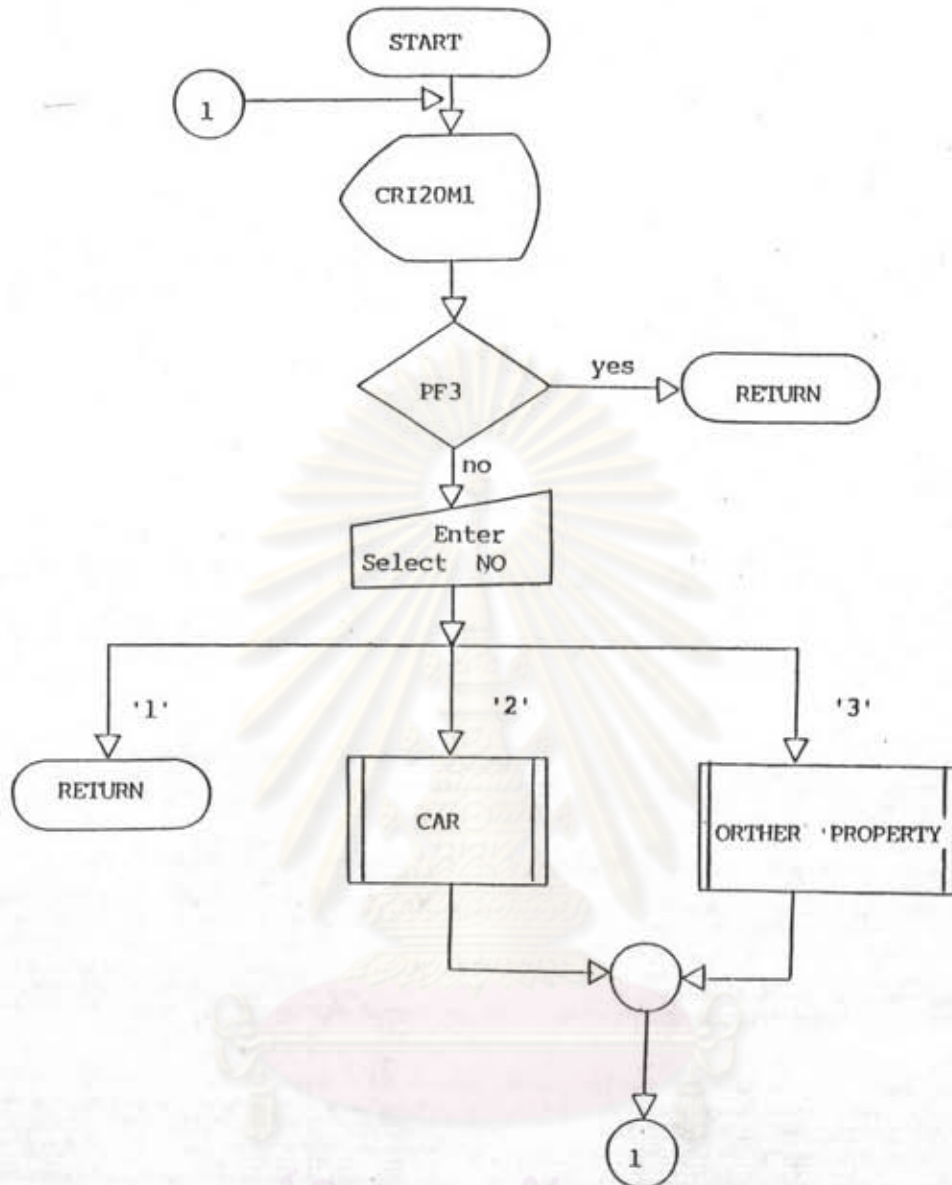 START
1
CRI20M1
PF3
yes
RETURN
no
Enter
Select NO
'1'
'2'
'3'
RETURN
CAR
ORTHER 'PROPERTY
1